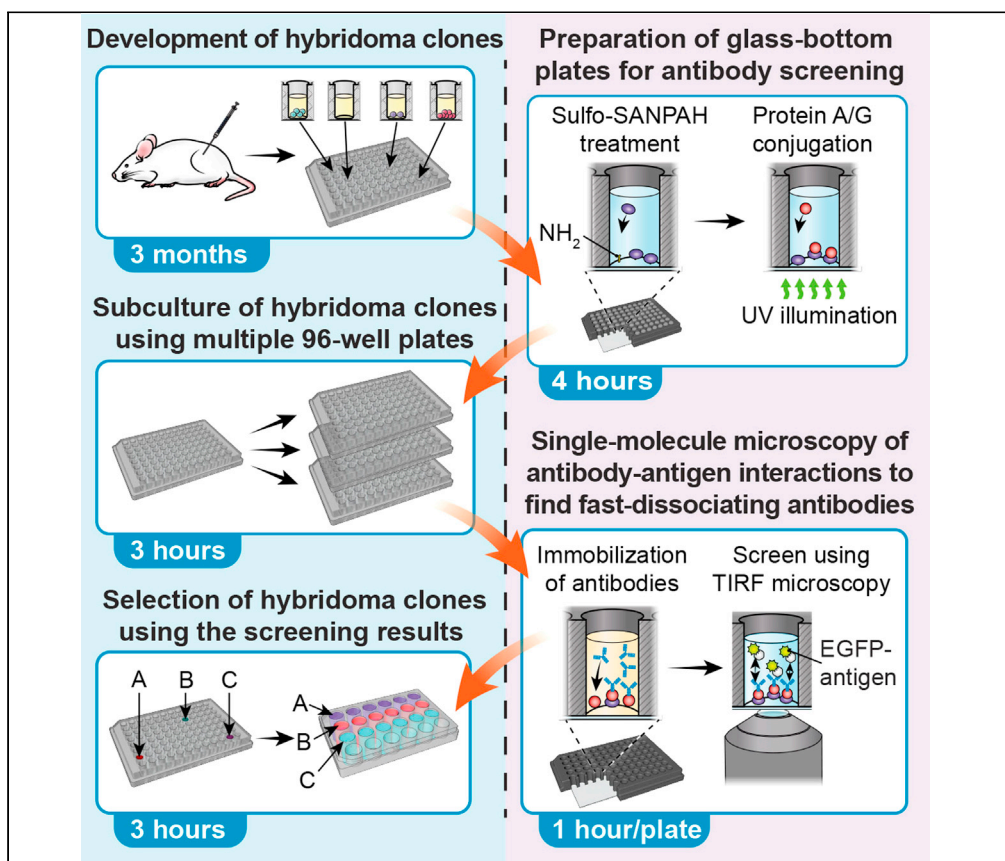 Development of hybridoma clones
3 months
Preparation of glass-bottom
plates for antibody screening
Sulfo-SANPAH
treatment
Protein A/G
conjugation
NH2
UV illumination
4 hours
Subculture of hybridoma clones
using multiple 96-well plates
3 hours
Single-molecule microscopy of
antibody-antigen interactions to
find fast-dissociating antibodies
Immobilization
of antibodies
Screen using
TIRF microscopy
EGFP-
antigen
1 hour/plate
Selection of hybridoma clones
using the screening results
A
B
C
A
B
C
3 hours